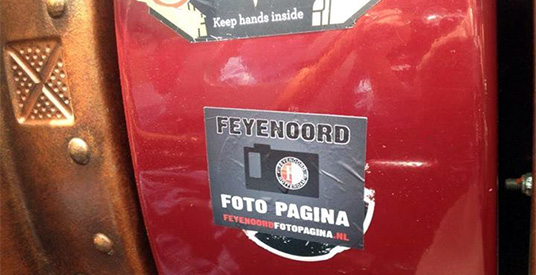 Keep hands inside
FEYENOORD
FOTO PAGINA
FEYENOORDFOTOPAGINA.NL